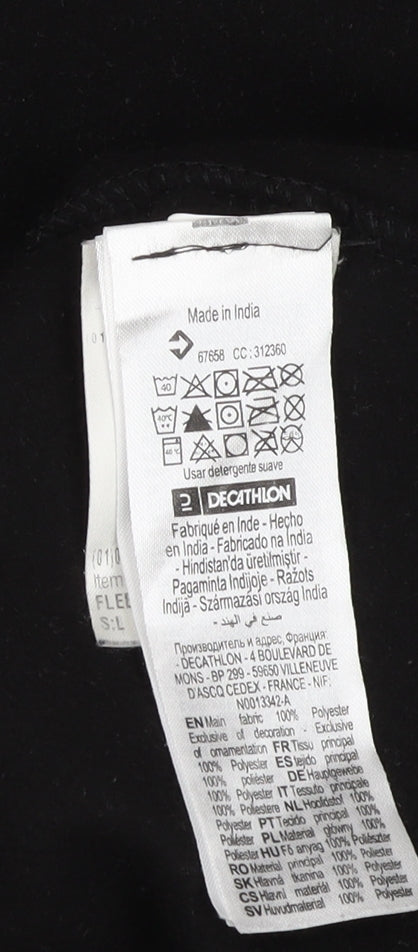 Made in India
67658 CC : 312360
40
40°C
40 °C
Usar detergente suave
DECATHLON
Fabriqué en Inde - Hecho
en India - Fabricado na India
- Hindistan'da üretilmiştir -
Pagaminta Indijoje - Ražots
Indijā - Származási ország India
- صنع في الهند -
Производитель и адрес, Франция:
- DECATHLON - 4 BOULEVARD DE
MONS - BP 299 - 59650 VILLENEUVE
D'ASCQ CEDEX - FRANCE - NIF:
N0013342-A
EN Main fabric 100% Polyester
Exclusive of decoration - Exclusive
of ornamentation FR Tissu principal
100% Polyester ES tejido principal
100% poliéster DE Hauptgewebe
100% Polyester IT Tessuto principale
100% Poliestere NL Hoofdstof 100%
Polyester PT Tecido principal 100%
Poliéster PL Materiał główny 100%
Poliester HU Fő anyag 100% Poliészter
RO Material principal 100% Poliester
SK Hlavná tkanina 100% Polyester
CS Hlavní materiál 100%
SV Huvudmaterial 100%
01
Item
S:L